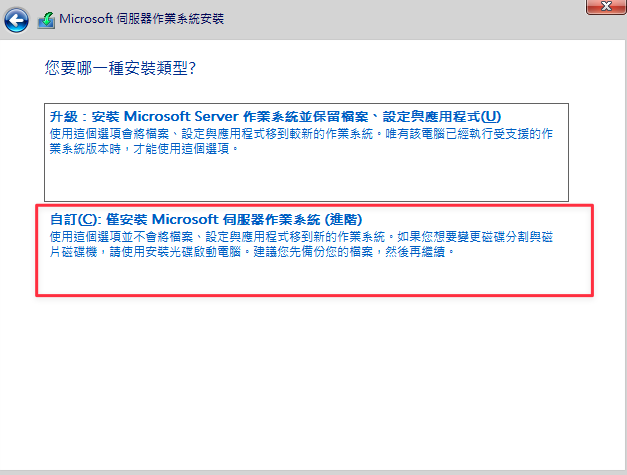 Microsoft 伺服器作業系統安裝
您要哪一種安裝類型?
升級：安裝 Microsoft Server 作業系統並保留檔案、設定與應用程式(U)
使用這個選項會將檔案、設定與應用程式移到較新的作業系統。唯有該電腦已經執行受支援的作
業系統版本時，才能使用這個選項。
自訂(C): 僅安裝 Microsoft 伺服器作業系統 (進階)
使用這個選項並不會將檔案、設定與應用程式移到新的作業系統。如果您想要變更磁碟分割與磁
片磁碟機，請使用安裝光碟啟動電腦。建議您先備份您的檔案，然後再繼續。